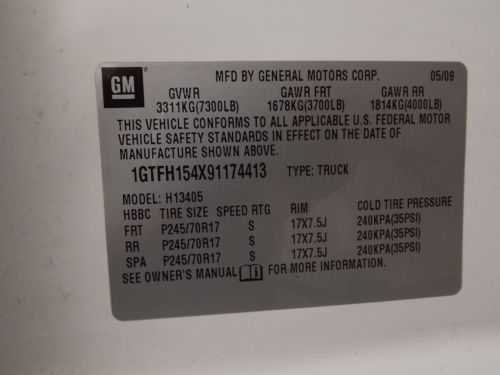 GM
MFD BY GENERAL MOTORS CORP. 05/09
GVWR GAWR FRT GAWR RR
3311KG(7300LB) 1678KG(3700LB) 1814KG(4000LB)
THIS VEHICLE CONFORMS TO ALL APPLICABLE U.S. FEDERAL MOTOR
VEHICLE SAFETY STANDARDS IN EFFECT ON THE DATE OF
MANUFACTURE SHOWN ABOVE.
1GTFH154X91174413 TYPE: TRUCK
MODEL: H13405
HBBC TIRE SIZE SPEED RTG RIM COLD TIRE PRESSURE
FRT P245/70R17 S 17X7.5J 240KPA(35PSI)
RR P245/70R17 S 17X7.5J 240KPA(35PSI)
SPA P245/70R17 S 17X7.5J 240KPA(35PSI)
SEE OWNER'S MANUAL FOR MORE INFORMATION.